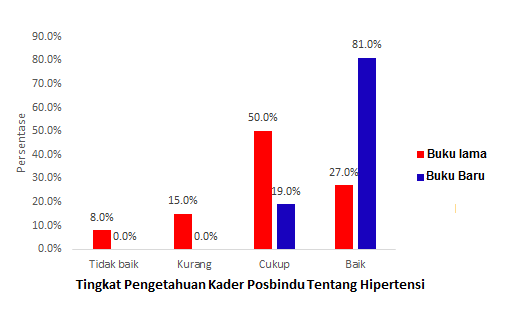 90.0%
80.0%
70.0%
60.0%
50.0%
40.0%
30.0%
20.0%
10.0%
0.0%
Persentase
8.0%
0.0%
15.0%
0.0%
50.0%
19.0%
27.0%
81.0%
Tidak baik
Kurang
Cukup
Baik
Tingkat Pengetahuan Kader Posbindu Tentang Hipertensi
Buku lama
Buku Baru